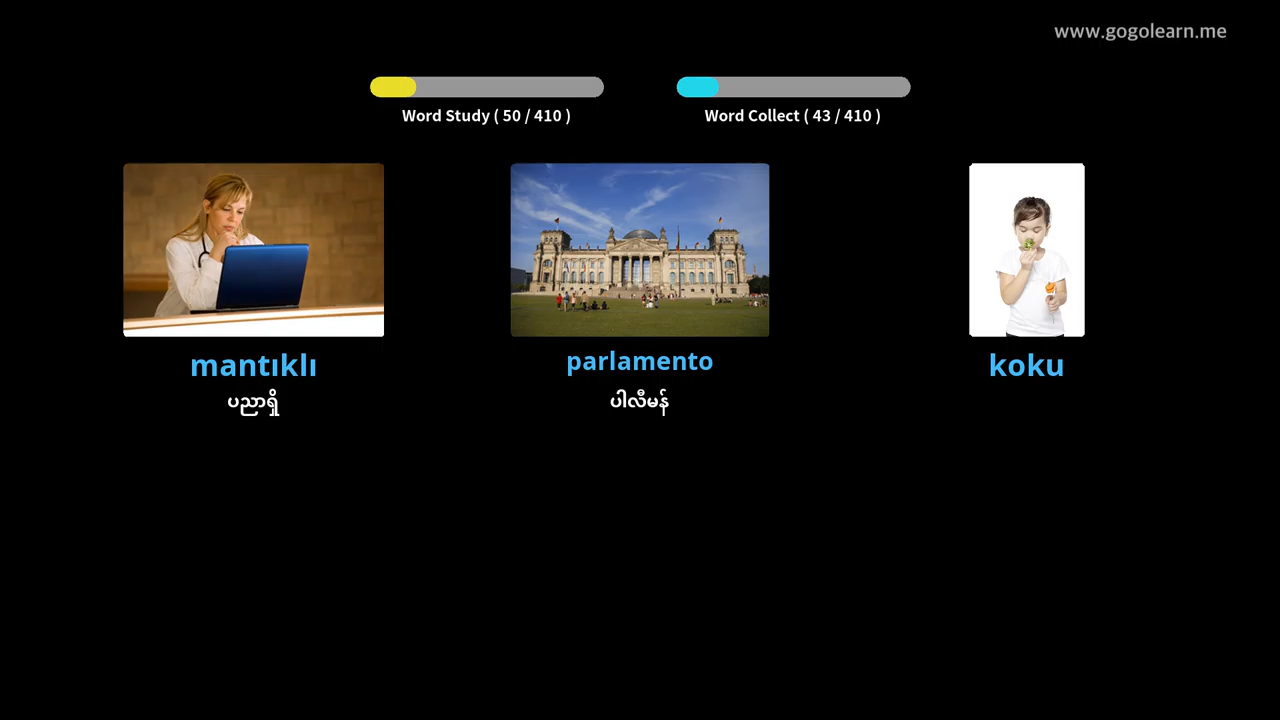 www.gogolearn.me
Word Study ( 50 / 410 )
Word Collect ( 43 / 410 )
mantıklı
parlamento
koku
ပညာရှိ
ပါလီမန်